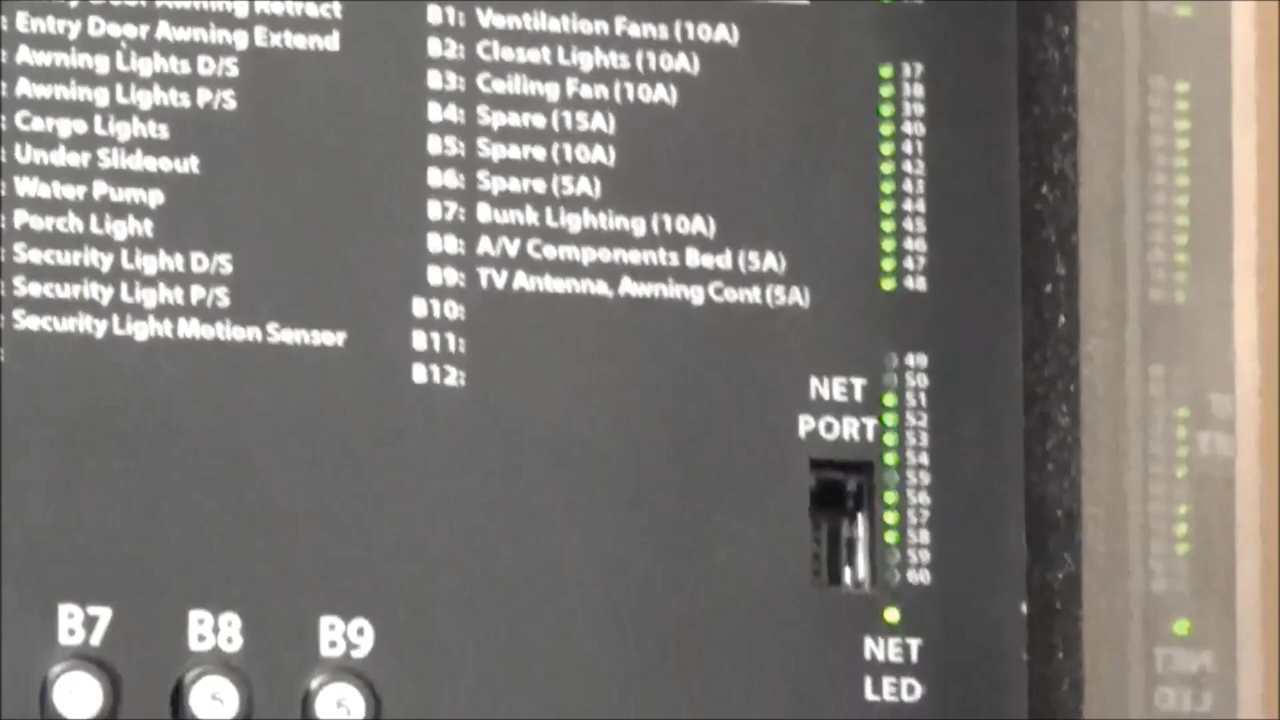 Awning Retract
: Entry Door Awning Extend
: Awning Lights D/S
: Awning Lights P/S
: Cargo Lights
: Under Slideout
: Water Pump
: Porch Light
: Security Light D/S
: Security Light P/S
: Security Light Motion Sensor
:
B1: Ventilation Fans (10A)
B2: Closet Lights (10A)
B3: Ceiling Fan (10A)
B4: Spare (15A)
B5: Spare (10A)
B6: Spare (5A)
B7: Bunk Lighting (10A)
B8: A/V Components Bed (5A)
B9: TV Antenna, Awning Cont (5A)
B10:
B11:
B12:
37
38
39
40
41
42
43
44
45
46
47
48
49
50
51
52
53
54
55
56
57
58
59
60
NET
PORT
NET
LED
B7 B8 B9
5
5